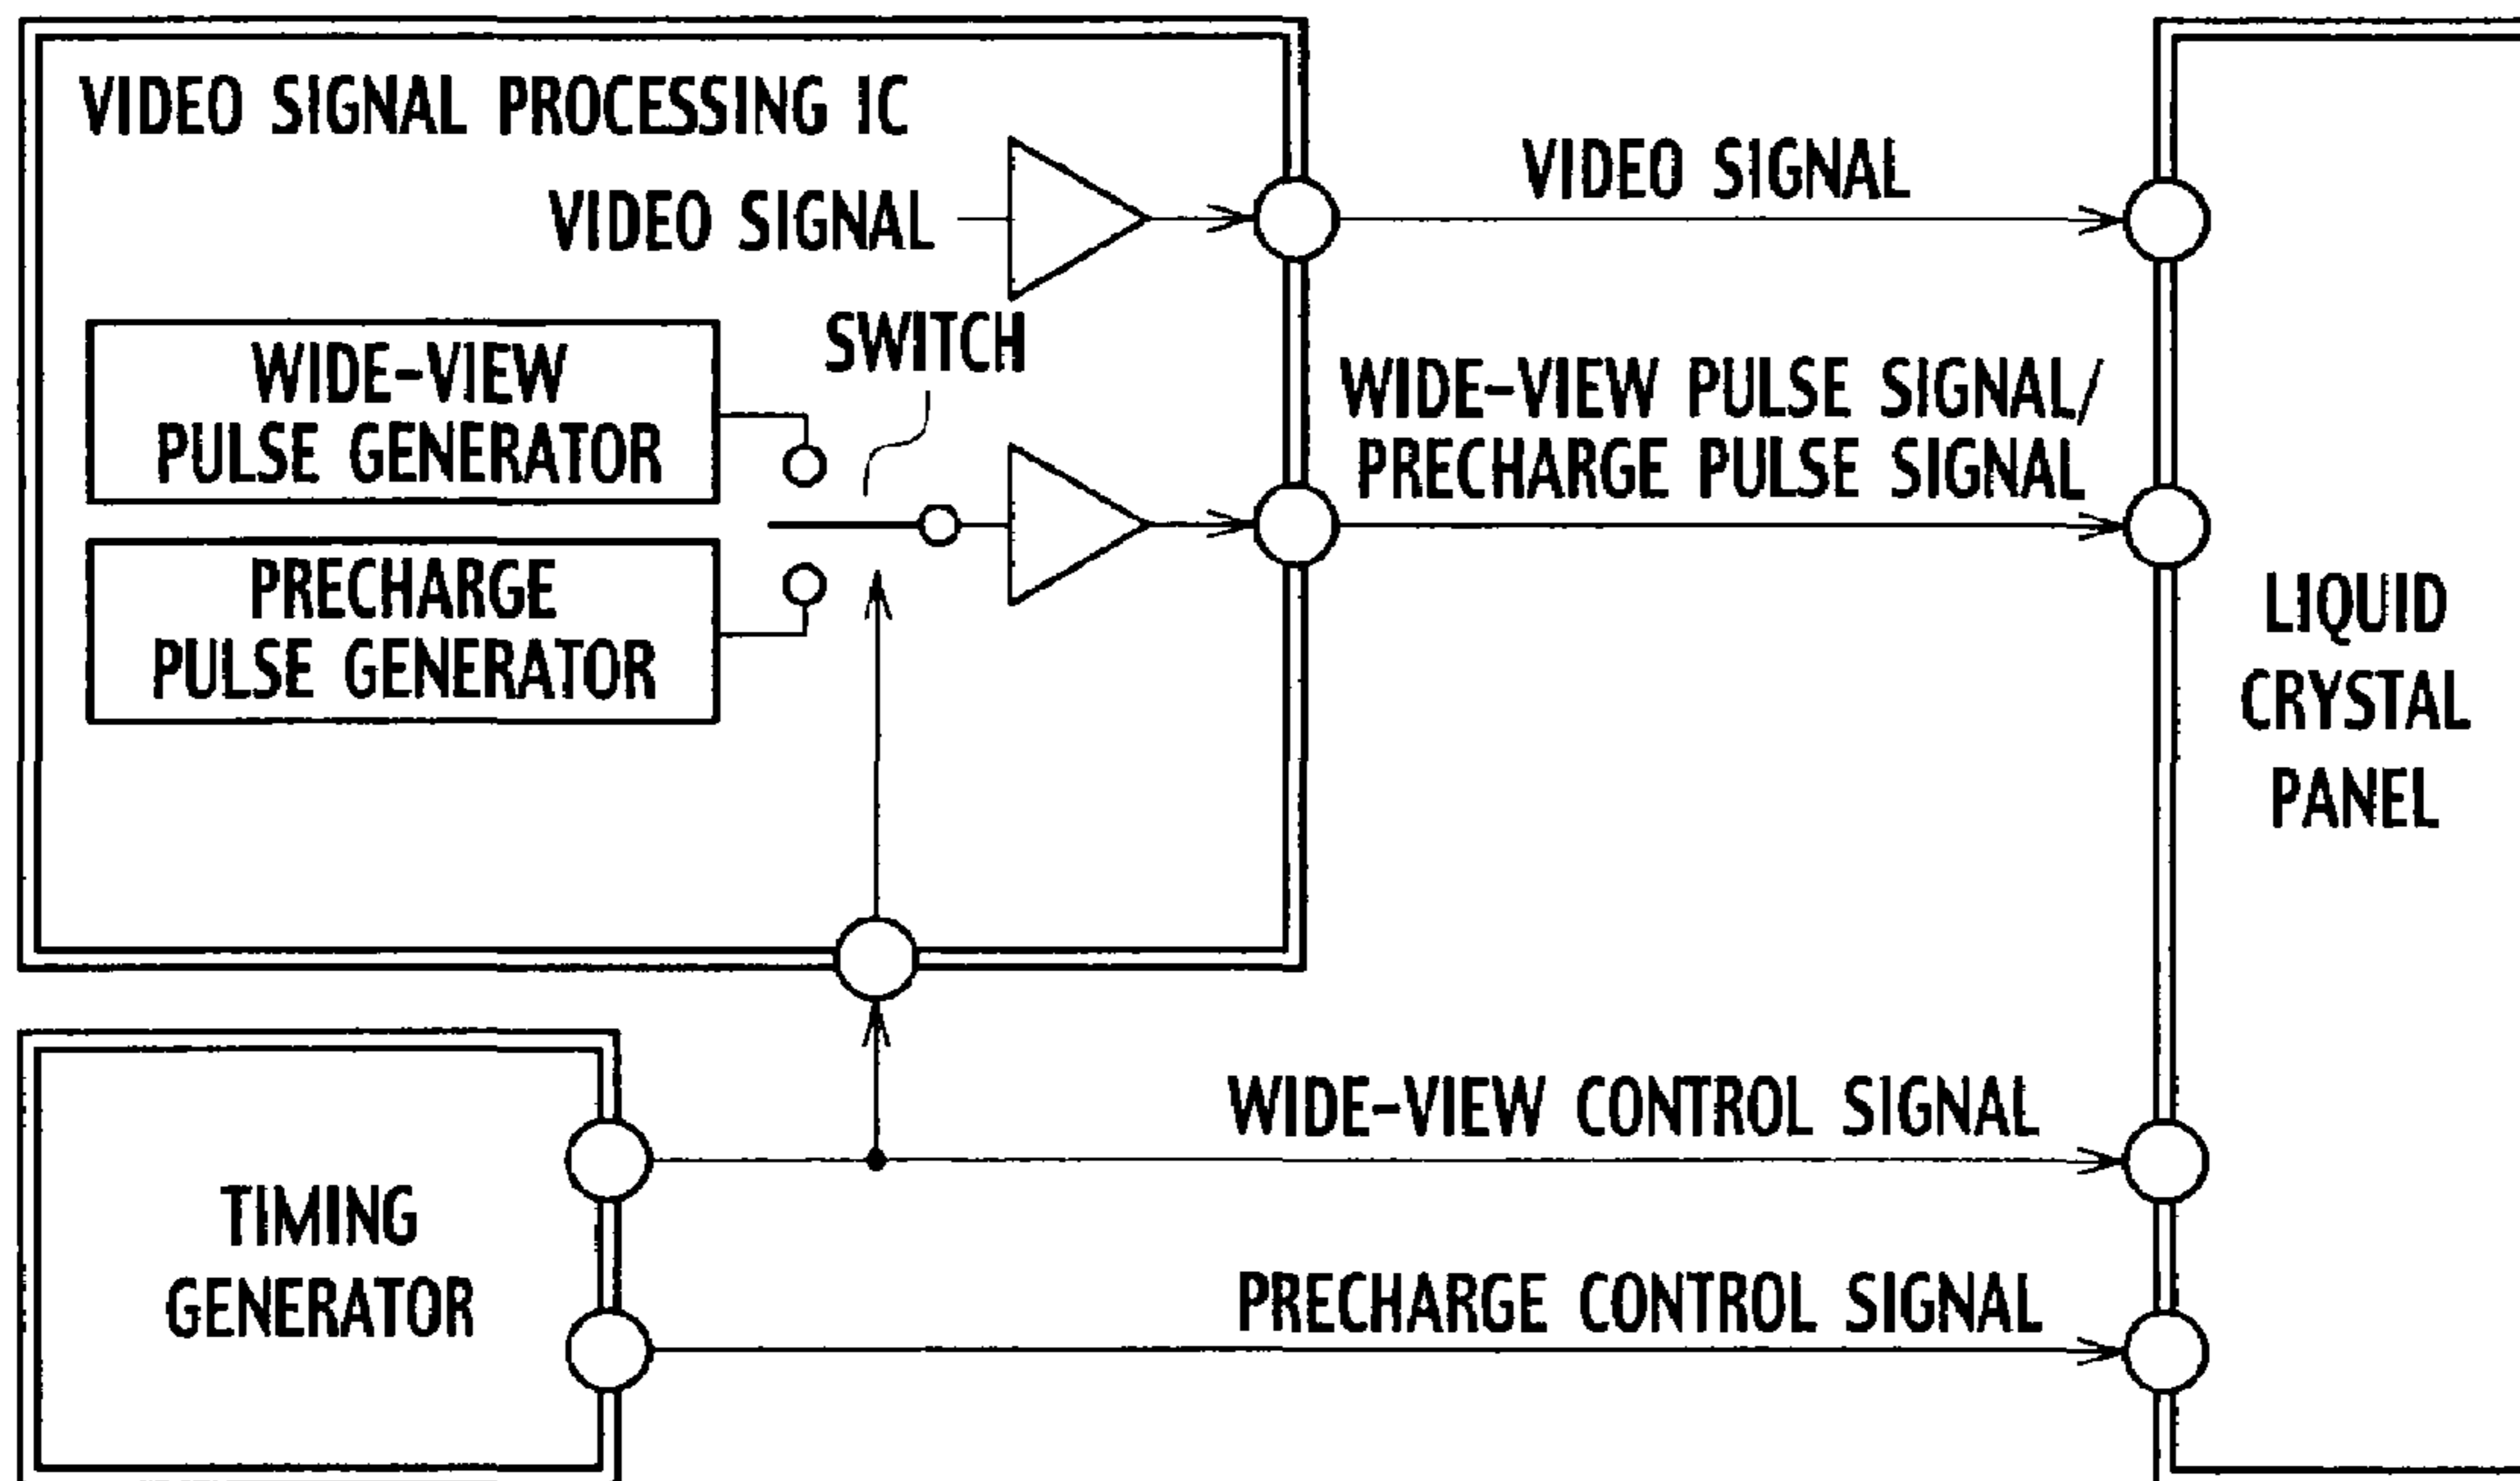 VIDEO SIGNAL PROCESSING IC
VIDEO SIGNAL
VIDEO SIGNAL
WIDE-VIEW
PULSE GENERATOR
SWITCH
WIDE-VIEW PULSE SIGNAL/
PRECHARGE PULSE SIGNAL
PRECHARGE
PULSE GENERATOR
LIQUID
CRYSTAL
PANEL
WIDE-VIEW CONTROL SIGNAL
TIMING
GENERATOR
PRECHARGE CONTROL SIGNAL